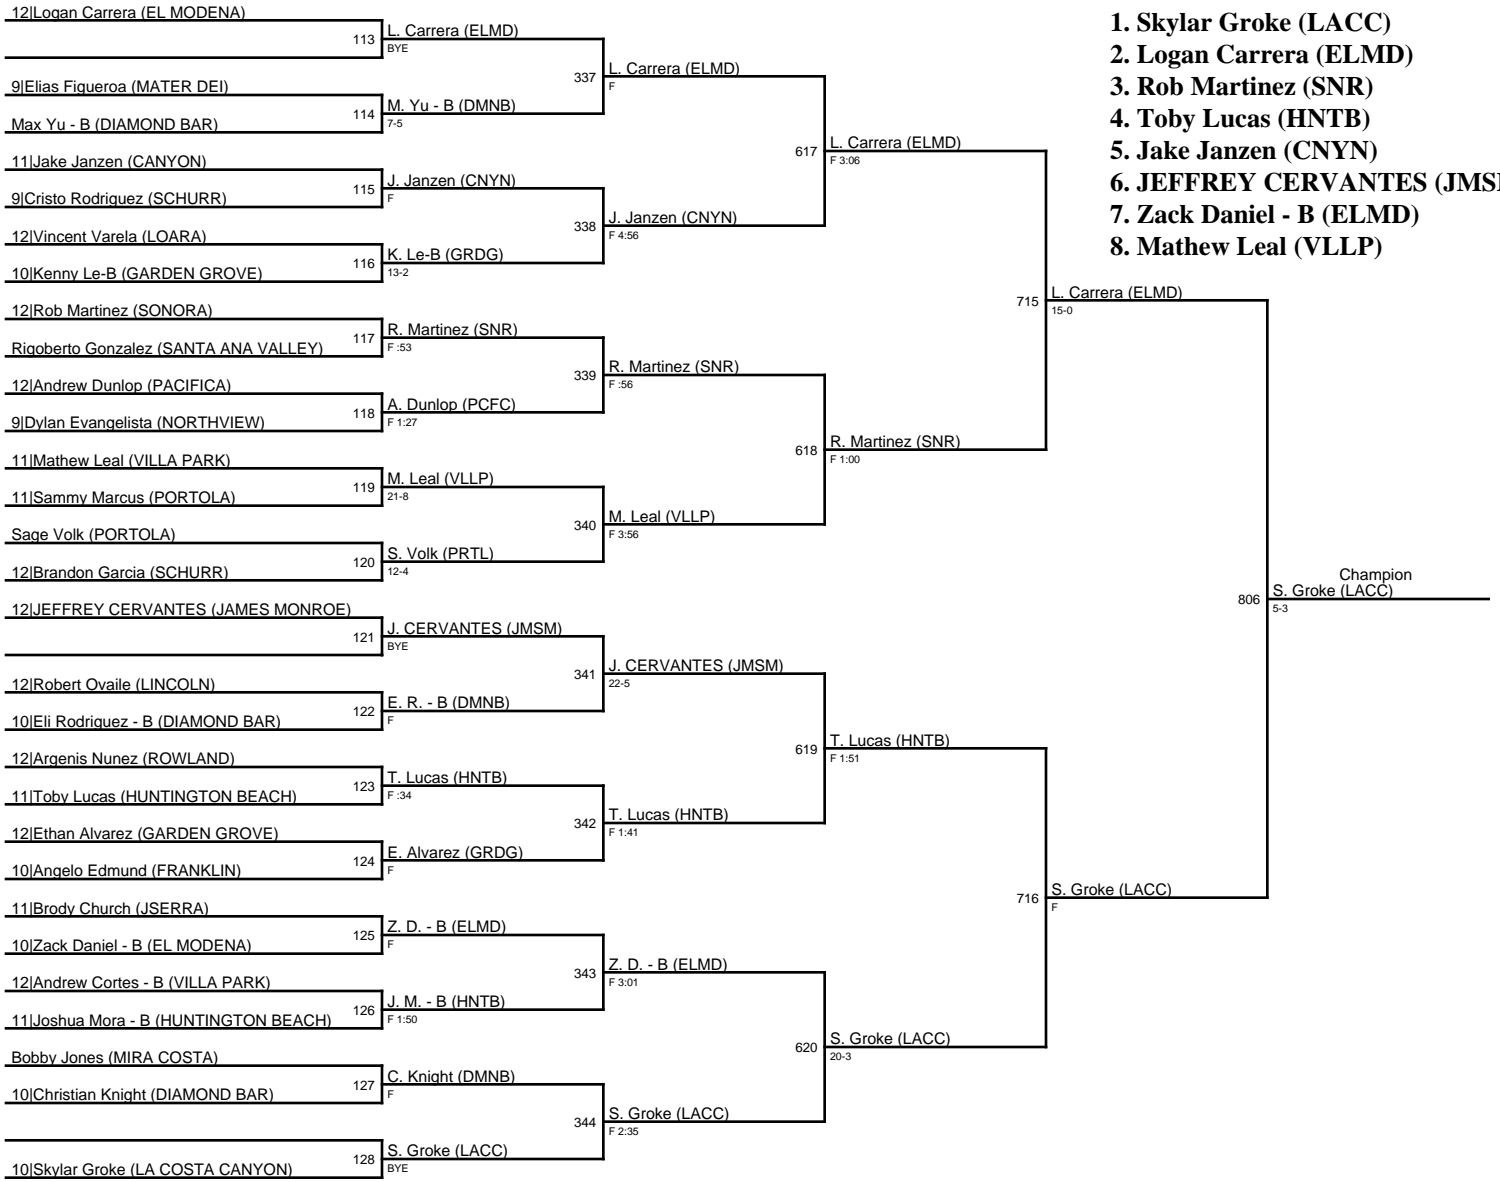 12|Logan Carrera (EL MODENA)
113
L. Carrera (ELMD)
BYE
9|Elias Figueroa (MATER DEI)
Max Yu - B (DIAMOND BAR)
114
M. Yu - B (DMNB)
7-5
337
L. Carrera (ELMD)
F
11|Jake Janzen (CANYON)
9|Cristo Rodriguez (SCHURR)
115
J. Janzen (CNYN)
F
12|Vincent Varela (LOARA)
10|Kenny Le-B (GARDEN GROVE)
116
K. Le-B (GRDG)
13-2
338
J. Janzen (CNYN)
F 4:56
617
L. Carrera (ELMD)
F 3:06
12|Rob Martinez (SONORA)
Rigoberto Gonzalez (SANTA ANA VALLEY)
117
R. Martinez (SNR)
F :53
12|Andrew Dunlop (PACIFICA)
9|Dylan Evangelista (NORTHVIEW)
118
A. Dunlop (PCFC)
F 1:27
339
R. Martinez (SNR)
F :56
11|Mathew Leal (VILLA PARK)
11|Sammy Marcus (PORTOLA)
119
M. Leal (VLLP)
21-8
Sage Volk (PORTOLA)
12|Brandon Garcia (SCHURR)
120
S. Volk (PRTL)
12-4
340
M. Leal (VLLP)
F 3:56
618
R. Martinez (SNR)
F 1:00
715
L. Carrera (ELMD)
15-0
12|JEFFREY CERVANTES (JAMES MONROE)
121
J. CERVANTES (JMSM)
BYE
12|Robert Ovaile (LINCOLN)
10|Eli Rodriguez - B (DIAMOND BAR)
122
E. R. - B (DMNB)
F
341
J. CERVANTES (JMSM)
22-5
12|Argenis Nunez (ROWLAND)
11|Toby Lucas (HUNTINGTON BEACH)
123
T. Lucas (HNTB)
F :34
12|Ethan Alvarez (GARDEN GROVE)
10|Angelo Edmund (FRANKLIN)
124
E. Alvarez (GRDG)
F
342
T. Lucas (HNTB)
F 1:41
619
T. Lucas (HNTB)
F 1:51
11|Brody Church (JSERRA)
10|Zack Daniel - B (EL MODENA)
125
Z. D. - B (ELMD)
F
12|Andrew Cortes - B (VILLA PARK)
11|Joshua Mora - B (HUNTINGTON BEACH)
126
J. M. - B (HNTB)
F 1:50
343
Z. D. - B (ELMD)
F 3:01
Bobby Jones (MIRA COSTA)
10|Christian Knight (DIAMOND BAR)
127
C. Knight (DMNB)
F
10|Skylar Groke (LA COSTA CANYON)
128
S. Groke (LACC)
BYE
344
S. Groke (LACC)
F 2:35
620
S. Groke (LACC)
20-3
716
S. Groke (LACC)
F
806
Champion
S. Groke (LACC)
5-3
1. Skylar Groke (LACC)
2. Logan Carrera (ELMD)
3. Rob Martinez (SNR)
4. Toby Lucas (HNTB)
5. Jake Janzen (CNYN)
6. JEFFREY CERVANTES (JMS
7. Zack Daniel - B (ELMD)
8. Mathew Leal (VLLP)